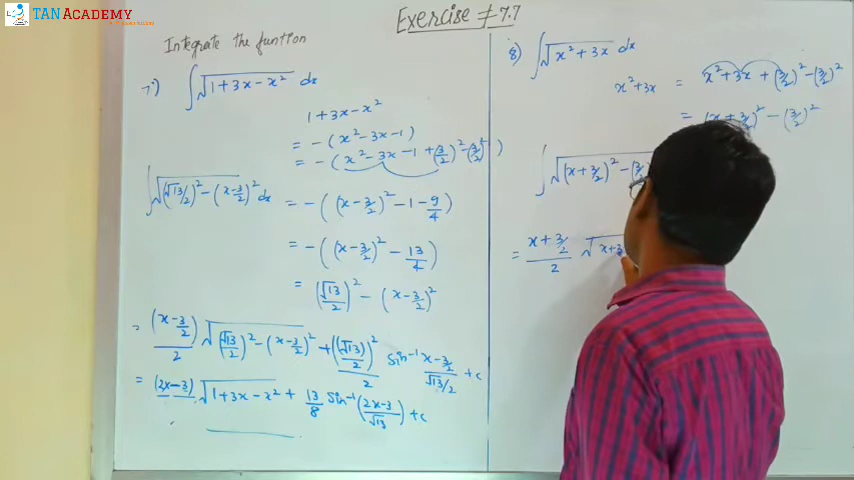 TAN ACADEMY
Exercise ≠ 7.7
Integrate the funtion
7) ∫√(1+3x-x²) dx
1+3x-x²
= -(x²-3x-1)
= -(x²-3x-1+(3/2)²-(3/2)²)
∫√((√13/2)²-(x-3/2)²) dx
= -((x-3/2)²-1-9/4)
= -((x-3/2)²-13/4)
= (√13/2)²-(x-3/2)²
= (x-3/2)/2 √((√13/2)²-(x-3/2)²) + ((√13/2)²)/2 Sin⁻¹ (x-3/2)/(√13/2) + c
= (2x-3) √(1+3x-x²) + 13/8 Sin⁻¹((2x-3)/√13) + c
8) ∫√(x²+3x) dx
x²+3x = x²+3x+(3/2)²-(3/2)²
= (x+3/2)²-(3/2)²
∫√((x+3/2)²-(3/2
= (x+3/2)/2 √(x+3